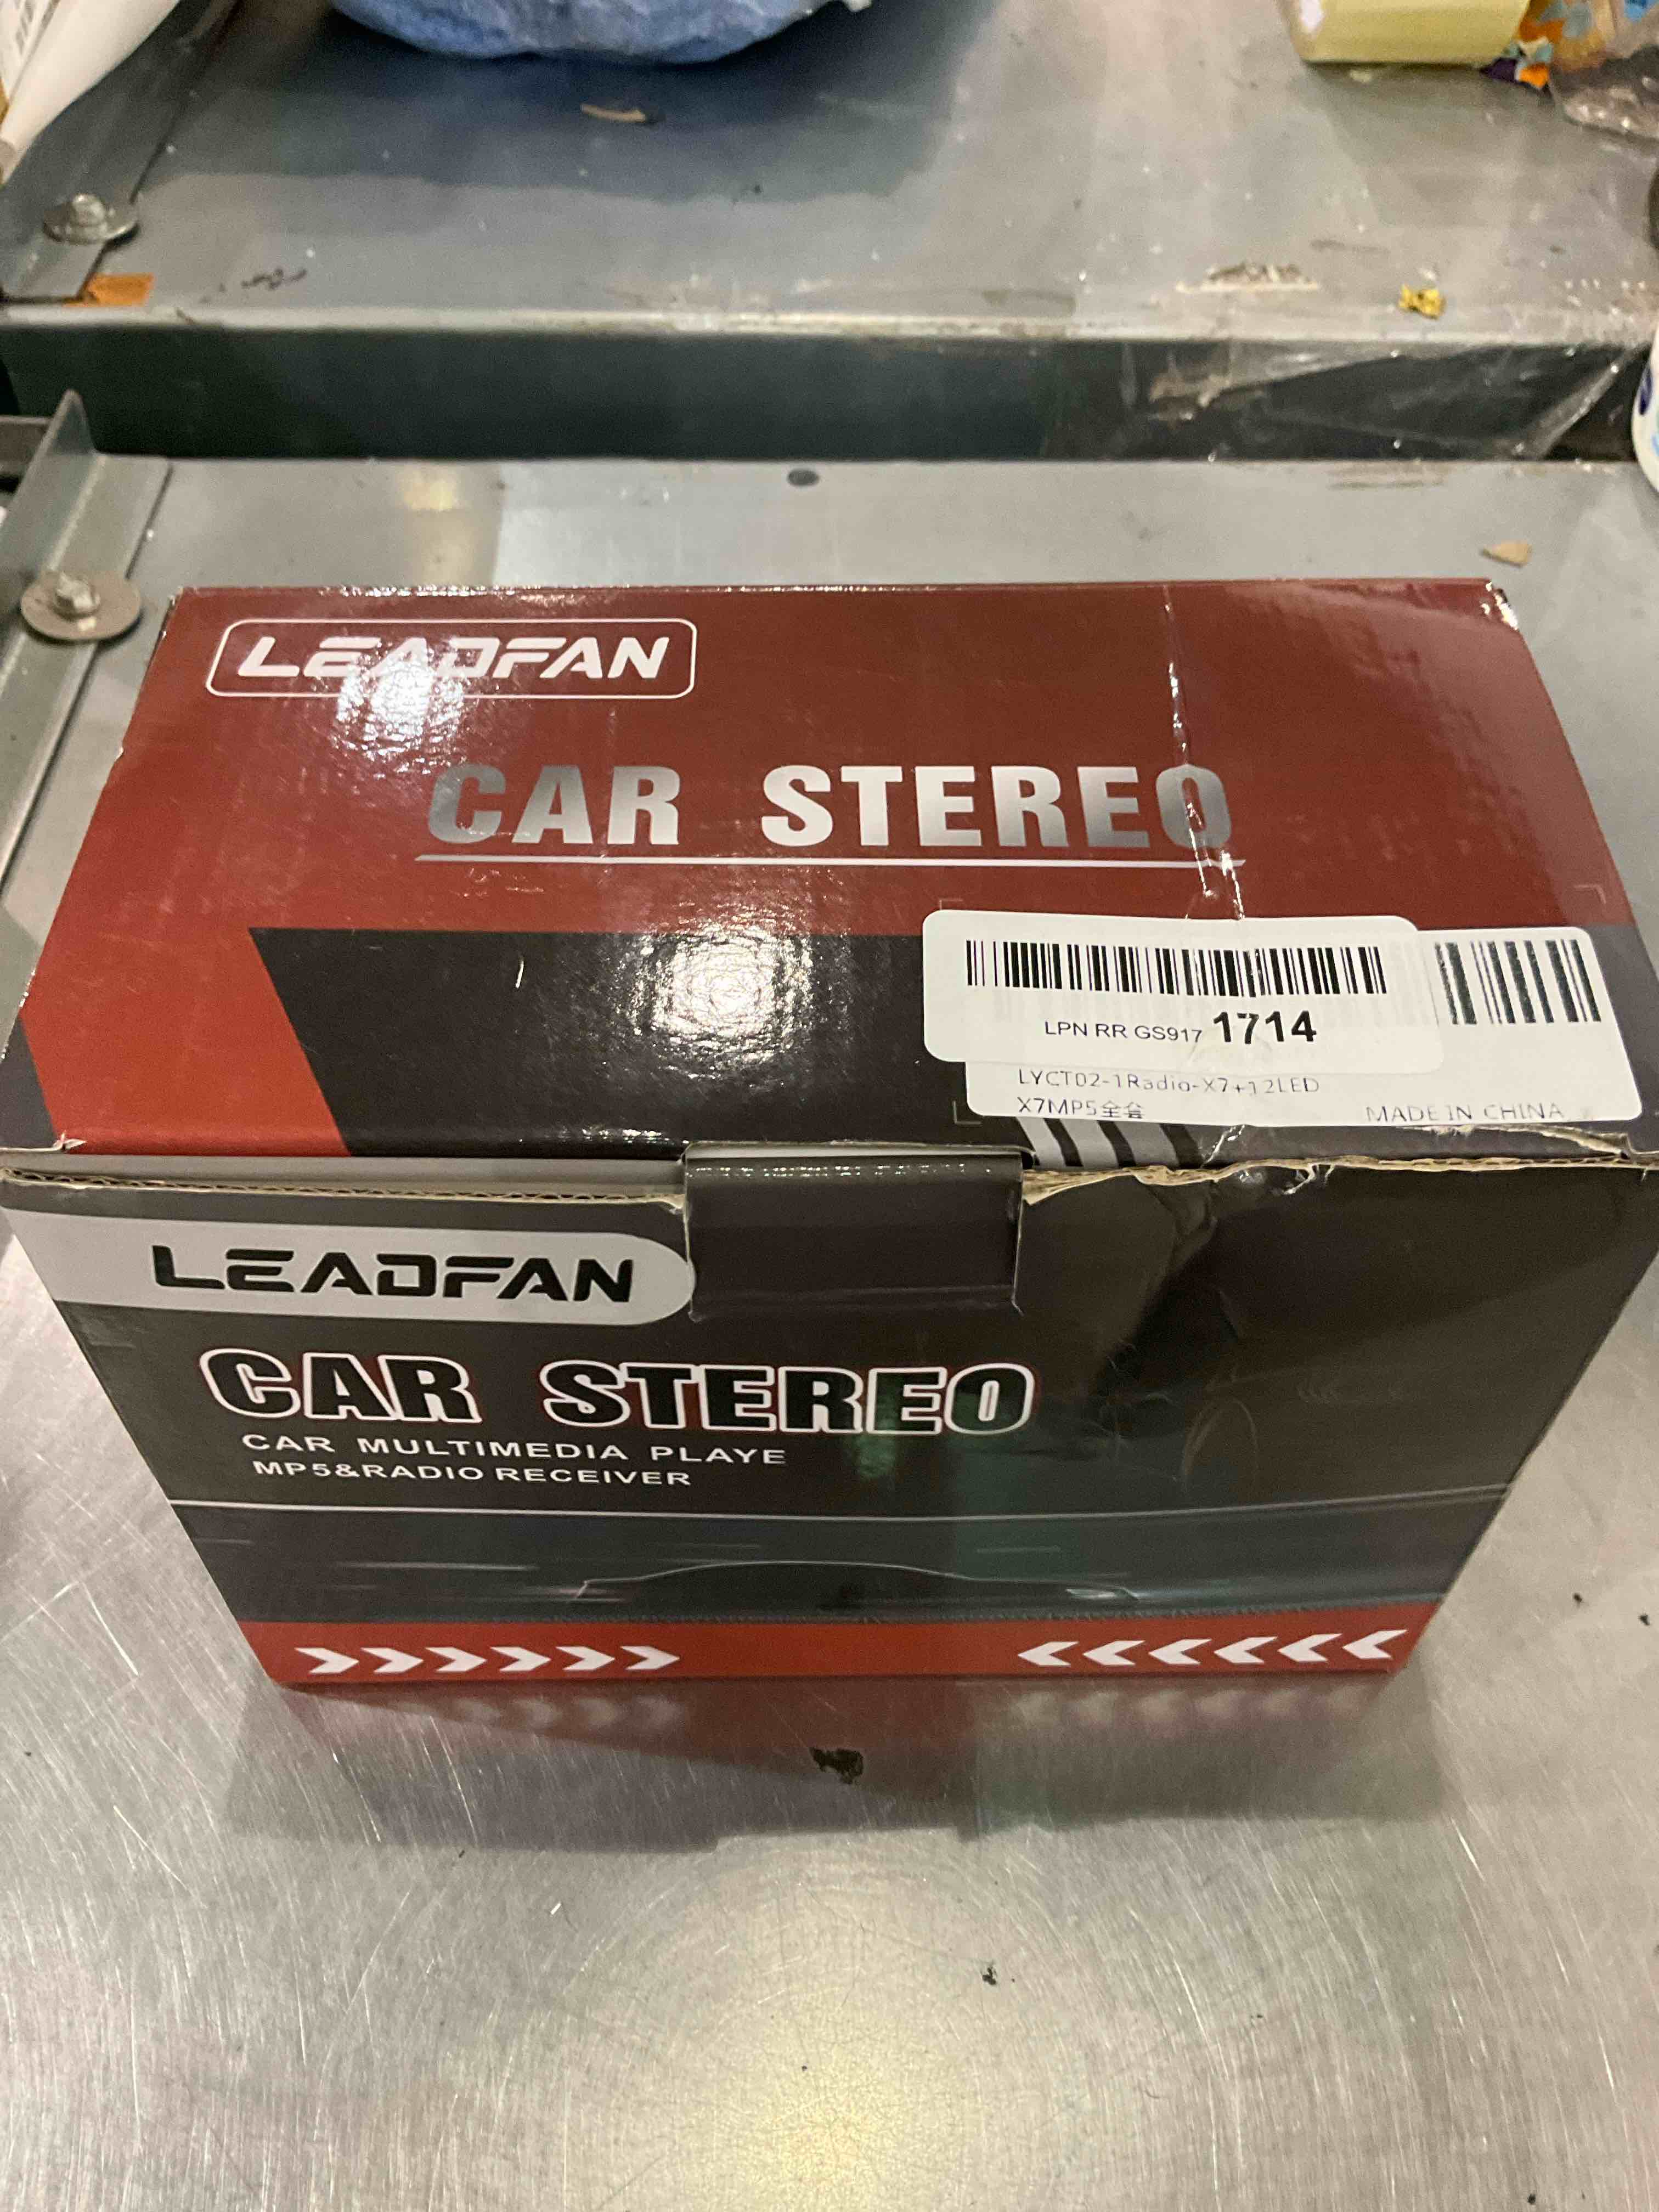 LEADFAN
CAR STEREO
LPN RR GS917 1714
LYCT02-1Radio-X7+12LED
X7MP5全套
MADE IN CHINA
LEADFAN
CAR STEREO
CAR MULTIMEDIA PLAYE
MP5&RADIO RECEIVER